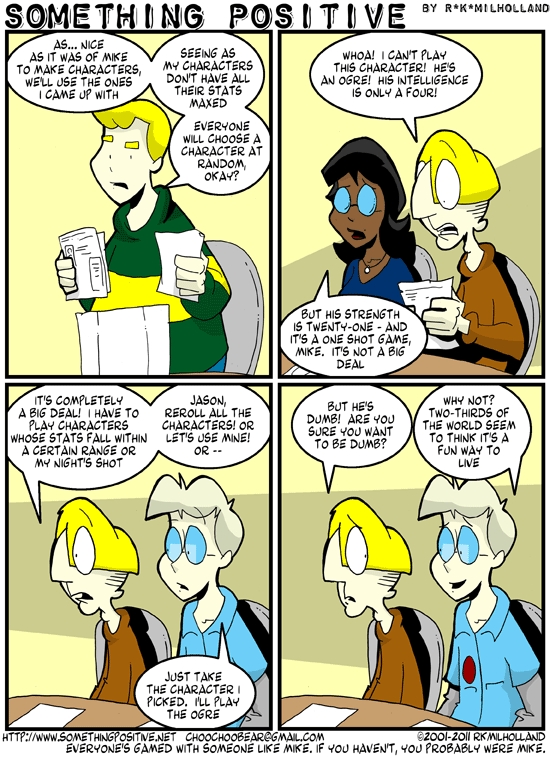 SOMETHING POSITIVE
BY R*K*MILHOLLAND
AS... NICE
AS IT WAS OF MIKE
TO MAKE CHARACTERS,
WE'LL USE THE ONES
I CAME UP WITH
SEEING AS
MY CHARACTERS
DON'T HAVE ALL
THEIR STATS
MAXED
EVERYONE
WILL CHOOSE A
CHARACTER AT
RANDOM,
OKAY?
WHOA! I CAN'T PLAY
THIS CHARACTER! HE'S
AN OGRE! HIS INTELLIGENCE
IS ONLY A FOUR!
BUT HIS STRENGTH
IS TWENTY-ONE - AND
IT'S A ONE SHOT GAME,
MIKE. IT'S NOT A BIG
DEAL
IT'S COMPLETELY
A BIG DEAL! I HAVE TO
PLAY CHARACTERS
WHOSE STATS FALL WITHIN
A CERTAIN RANGE OR
MY NIGHT'S SHOT
JASON,
REROLL ALL THE
CHARACTERS! OR
LET'S USE MINE!
OR --
JUST TAKE
THE CHARACTER I
PICKED. I'LL PLAY
THE OGRE
BUT HE'S
DUMB! ARE YOU
SURE YOU WANT
TO BE DUMB?
WHY NOT?
TWO-THIRDS OF
THE WORLD SEEM
TO THINK IT'S A
FUN WAY TO
LIVE
HTTP://WWW.SOMETHINGPOSITIVE.NET CHOOCHOOBEAR@GMAIL.COM ©2001-2011 RKMILHOLLAND
EVERYONE'S GAMED WITH SOMEONE LIKE MIKE. IF YOU HAVEN'T, YOU PROBABLY WERE MIKE.